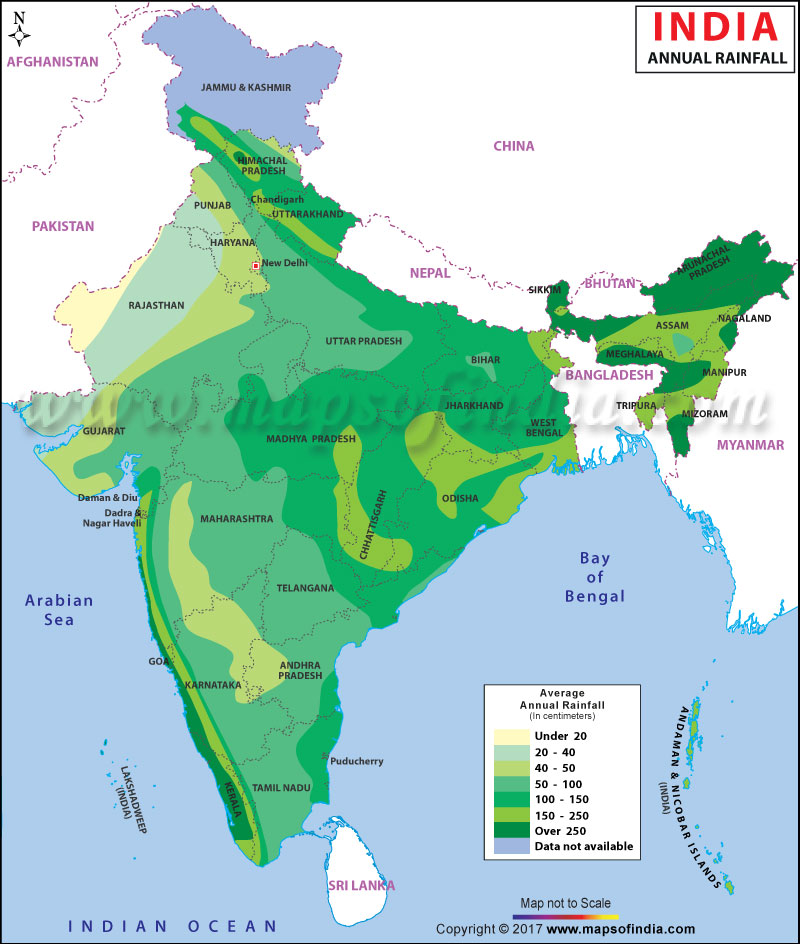 INDIA
ANNUAL RAINFALL
N
AFGHANISTAN
JAMMU & KASHMIR
CHINA
HIMACHAL
PRADESH
PUNJAB
Chandigarh
UTTARAKHAND
PAKISTAN
HARYANA
New Delhi
NEPAL
SIKKIM
BHUTAN
ARUNACHAL
PRADESH
RAJASTHAN
UTTAR PRADESH
BIHAR
ASSAM
NAGALAND
MEGHALAYA
BANGLADESH
MANIPUR
www.mapsofindia.com
GUJARAT
MADHYA PRADESH
JHARKHAND
WEST
BENGAL
TRIPURA
MIZORAM
MYANMAR
Daman & Diu
Dadra &
Nagar Haveli
MAHARASHTRA
CHHATTISGARH
ODISHA
TELANGANA
Arabian
Sea
Bay
of
Bengal
GOA
KARNATAKA
ANDHRA
PRADESH
Puducherry
TAMIL NADU
KERALA
LAKSHADWEEP
(INDIA)
ANDAMAN & NICOBAR ISLANDS
(INDIA)
Average
Annual Rainfall
(In centimeters)
Under 20
20 - 40
40 - 50
50 - 100
100 - 150
150 - 250
Over 250
Data not available
SRI LANKA
INDIAN OCEAN
Map not to Scale
Copyright © 2017 www.mapsofindia.com